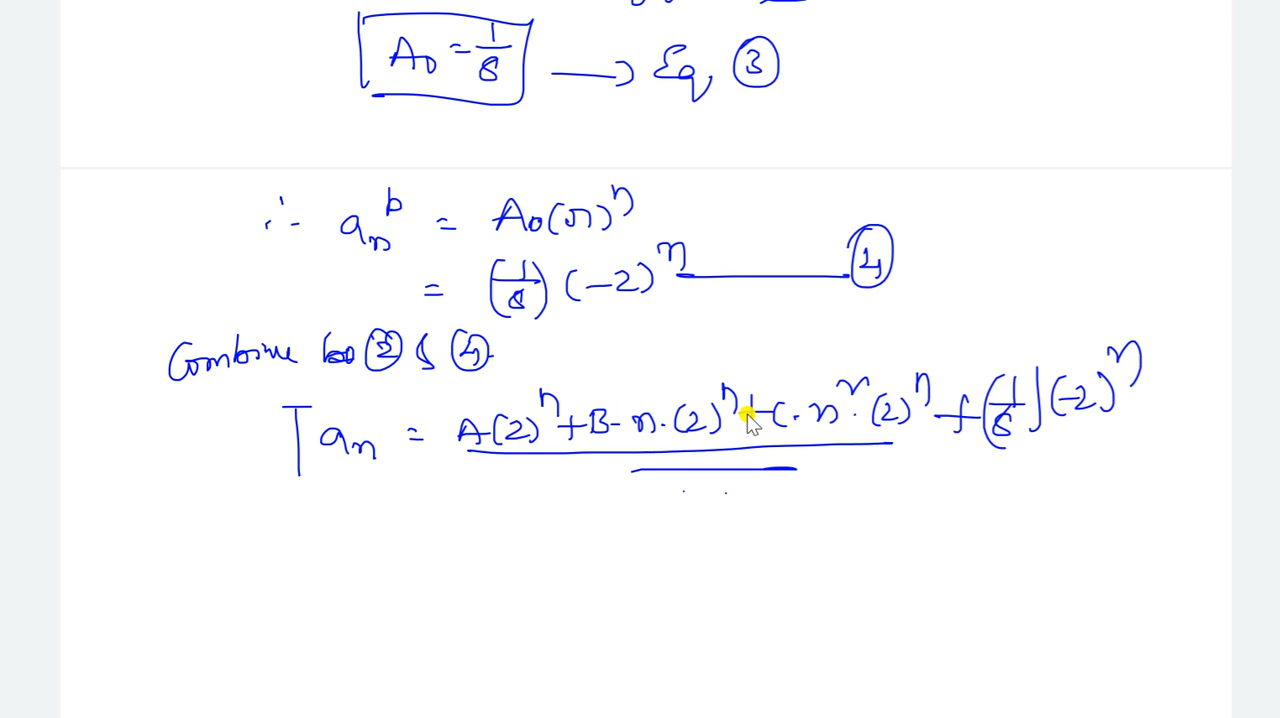 A₀ = 1/8 → Eq, ③
∴ aₙᵇ = A₀(n)ⁿ
= (1/8) (-2)ⁿ — ④
Combine ② & ④
aₙ = A(2)ⁿ + B·n·(2)ⁿ + C·n²·(2)ⁿ + (1/8)(-2)ⁿ